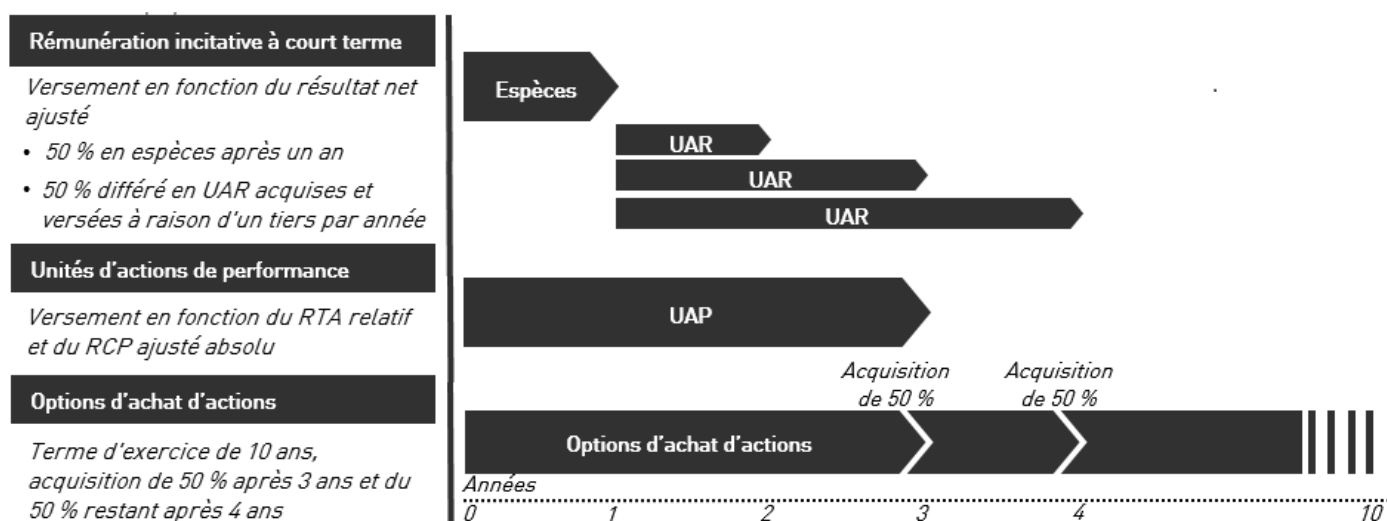 Rémunération incitative à court terme
Versement en fonction du résultat net
ajusté
• 50 % en espèces après un an
• 50 % différé en UAR acquises et
versées à raison d'un tiers par année
Espèces
UAR
UAR
UAR
Unités d'actions de performance
Versement en fonction du RTA relatif
et du RCP ajusté absolu
UAP
Options d'achat d'actions
Terme d'exercice de 10 ans,
acquisition de 50 % après 3 ans et du
50 % restant après 4 ans
Acquisition
de 50 %
Acquisition
de 50 %
Options d'achat d'actions
Années
0 1 2 3 4 10